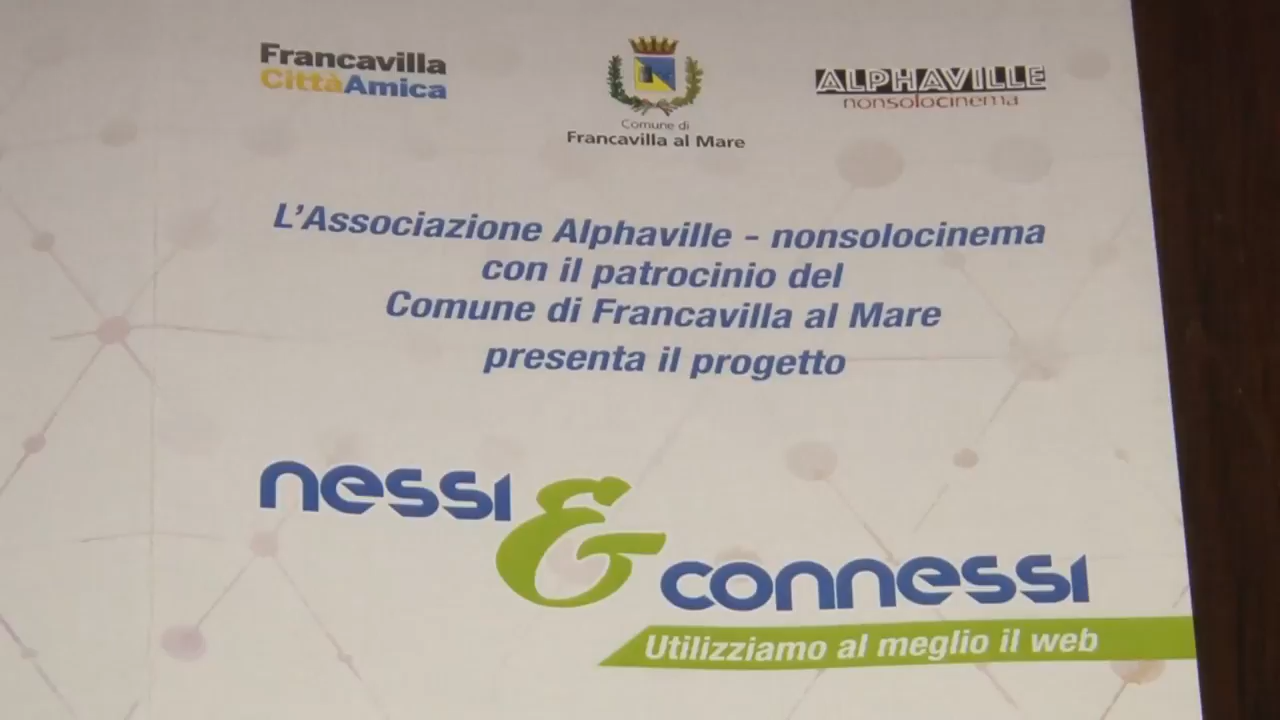 Francavilla
CittàAmica
Comune di
Francavilla al Mare
ALPHAVILLE
nonsolocinema
L'Associazione Alphaville - nonsolocinema
con il patrocinio del
Comune di Francavilla al Mare
presenta il progetto
nessi & connessi
Utilizziamo al meglio il web